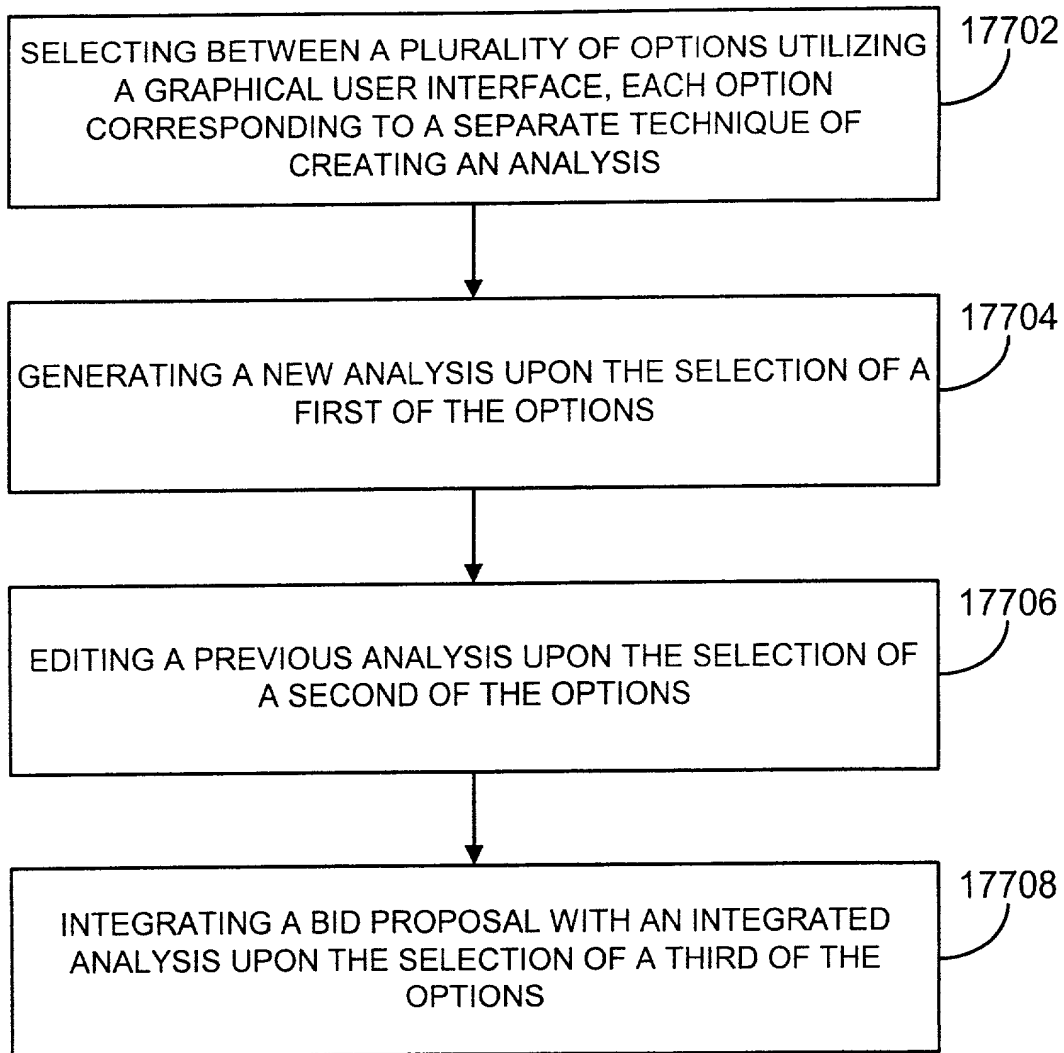 SELECTING BETWEEN A PLURALITY OF OPTIONS UTILIZING
A GRAPHICAL USER INTERFACE, EACH OPTION
CORRESPONDING TO A SEPARATE TECHNIQUE OF
CREATING AN ANALYSIS
17702
GENERATING A NEW ANALYSIS UPON THE SELECTION OF A
FIRST OF THE OPTIONS
17704
EDITING A PREVIOUS ANALYSIS UPON THE SELECTION OF
A SECOND OF THE OPTIONS
17706
INTEGRATING A BID PROPOSAL WITH AN INTEGRATED
ANALYSIS UPON THE SELECTION OF A THIRD OF THE
OPTIONS
17708